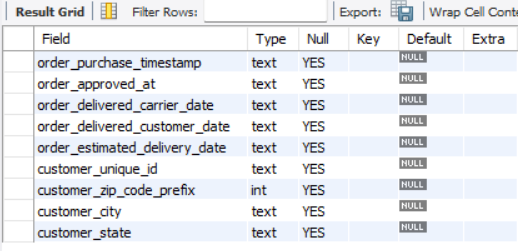 Result Grid Filter Rows: Export: Wrap Cell Conte
Field Type Null Key Default Extra
order_purchase_timestamp text YES NULL
order_approved_at text YES NULL
order_delivered_carrier_date text YES NULL
order_delivered_customer_date text YES NULL
order_estimated_delivery_date text YES NULL
customer_unique_id text YES NULL
customer_zip_code_prefix int YES NULL
customer_city text YES NULL
customer_state text YES NULL